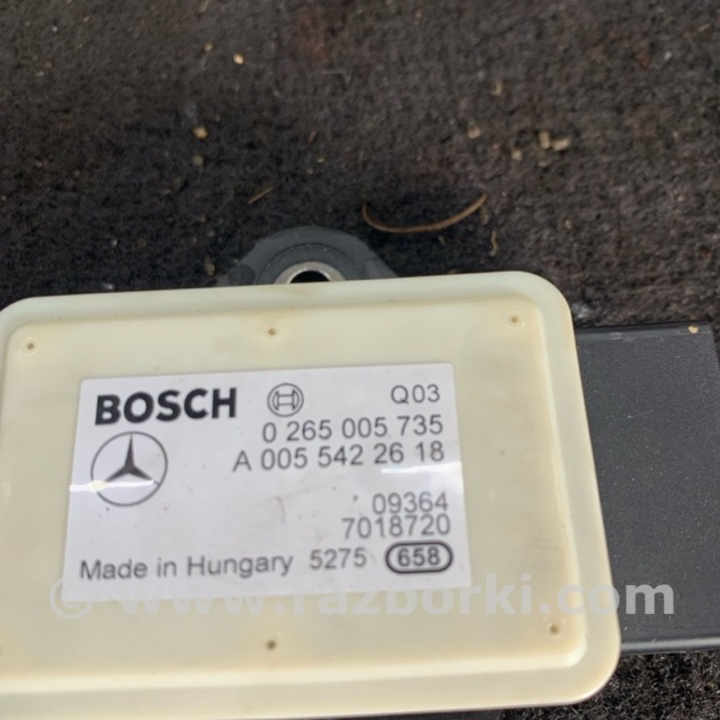 BOSCH Q03
0 265 005 735
A 005 542 26 18
09364
7018720
Made in Hungary 5275 658
© www.razborki.com